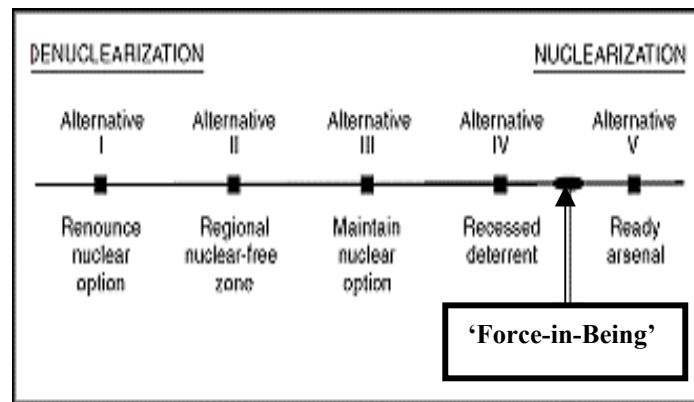 DENUCLEARIZATION NUCLEARIZATION
Alternative Alternative Alternative Alternative Alternative
I II III IV V
Renounce Regional Maintain Recessed Ready
nuclear nuclear-free nuclear deterrent arsenal
option zone option
‘Force-in-Being’